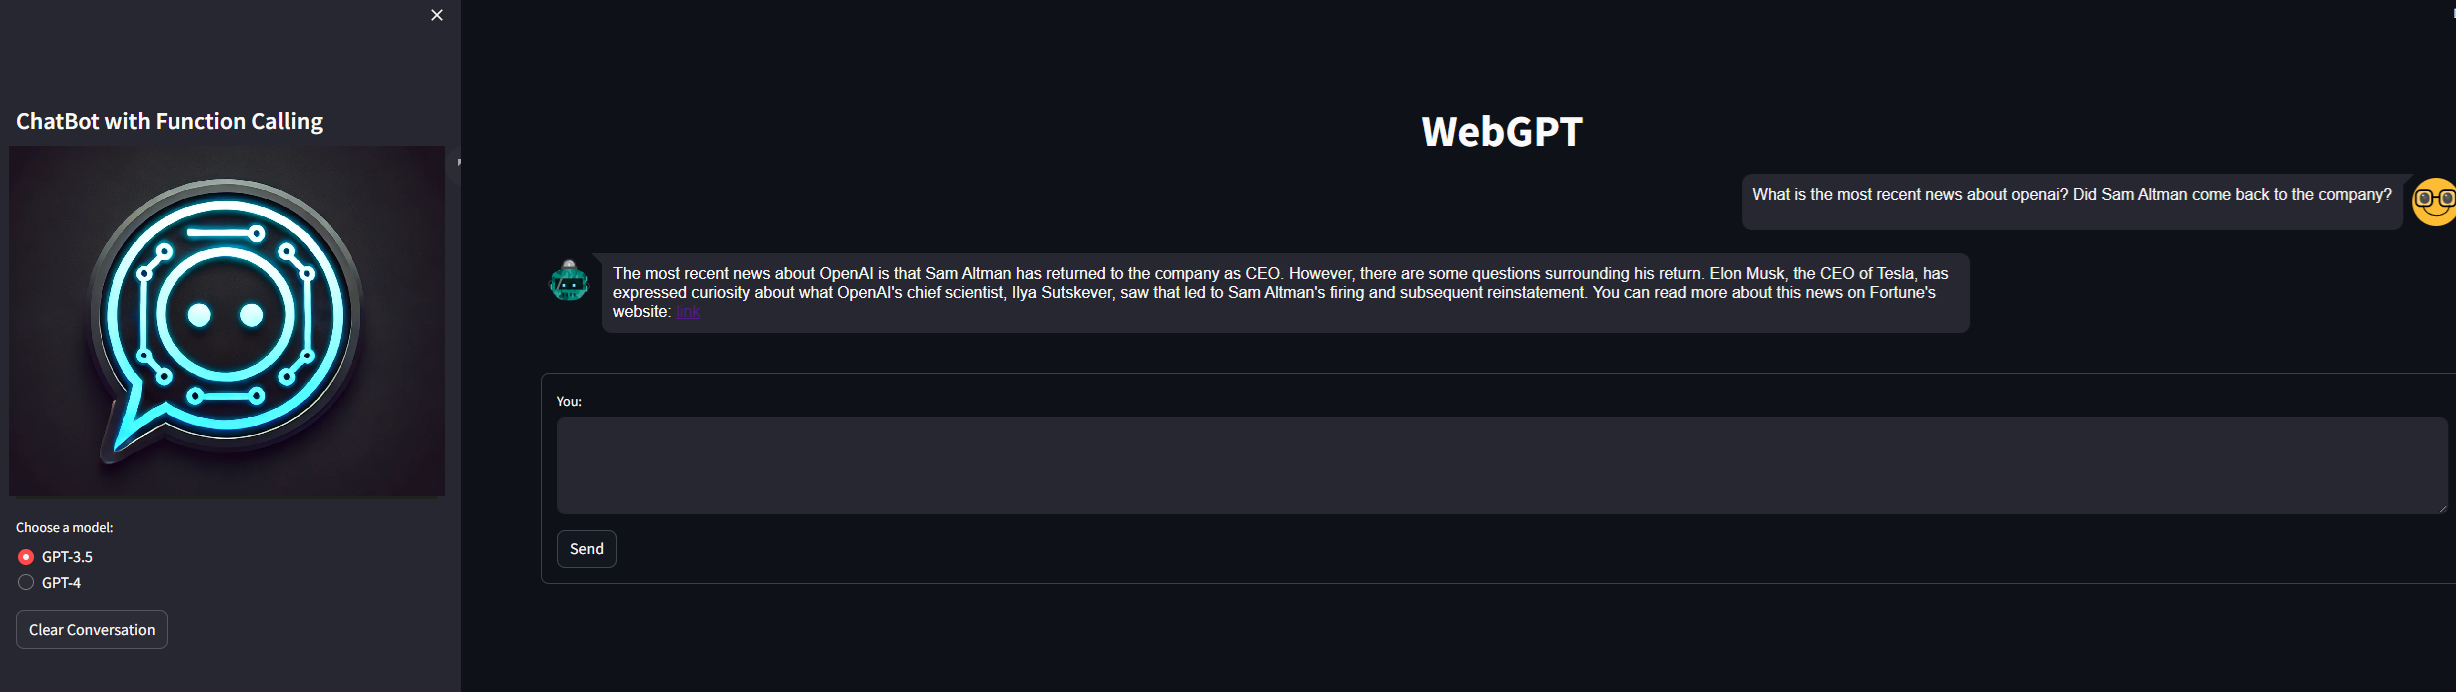 ChatBot with Function Calling
Choose a model:
GPT-3.5
GPT-4
Clear Conversation
WebGPT
What is the most recent news about openai? Did Sam Altman come back to the company?
The most recent news about OpenAI is that Sam Altman has returned to the company as CEO. However, there are some questions surrounding his return. Elon Musk, the CEO of Tesla, has
expressed curiosity about what OpenAI's chief scientist, Ilya Sutskever, saw that led to Sam Altman's firing and subsequent reinstatement. You can read more about this news on Fortune's
website: link
You:
Send